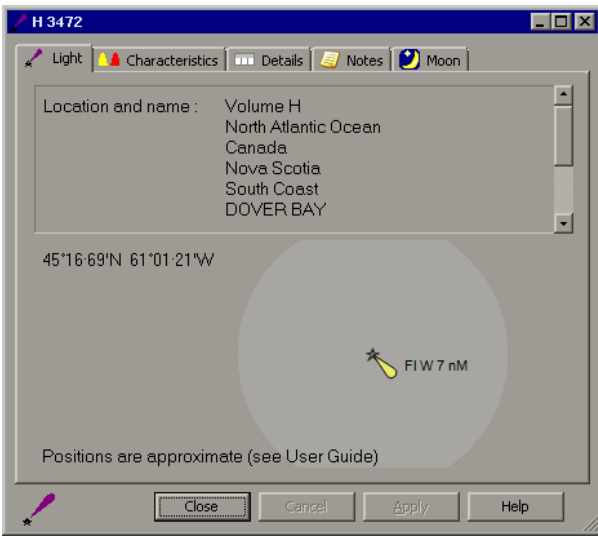 H 3472
Light Characteristics Details Notes Moon
Location and name : Volume H
North Atlantic Ocean
Canada
Nova Scotia
South Coast
DOVER BAY
45°16·69'N 61°01·21'W
Fl W 7 nM
Positions are approximate (see User Guide)
Close Cancel Apply Help